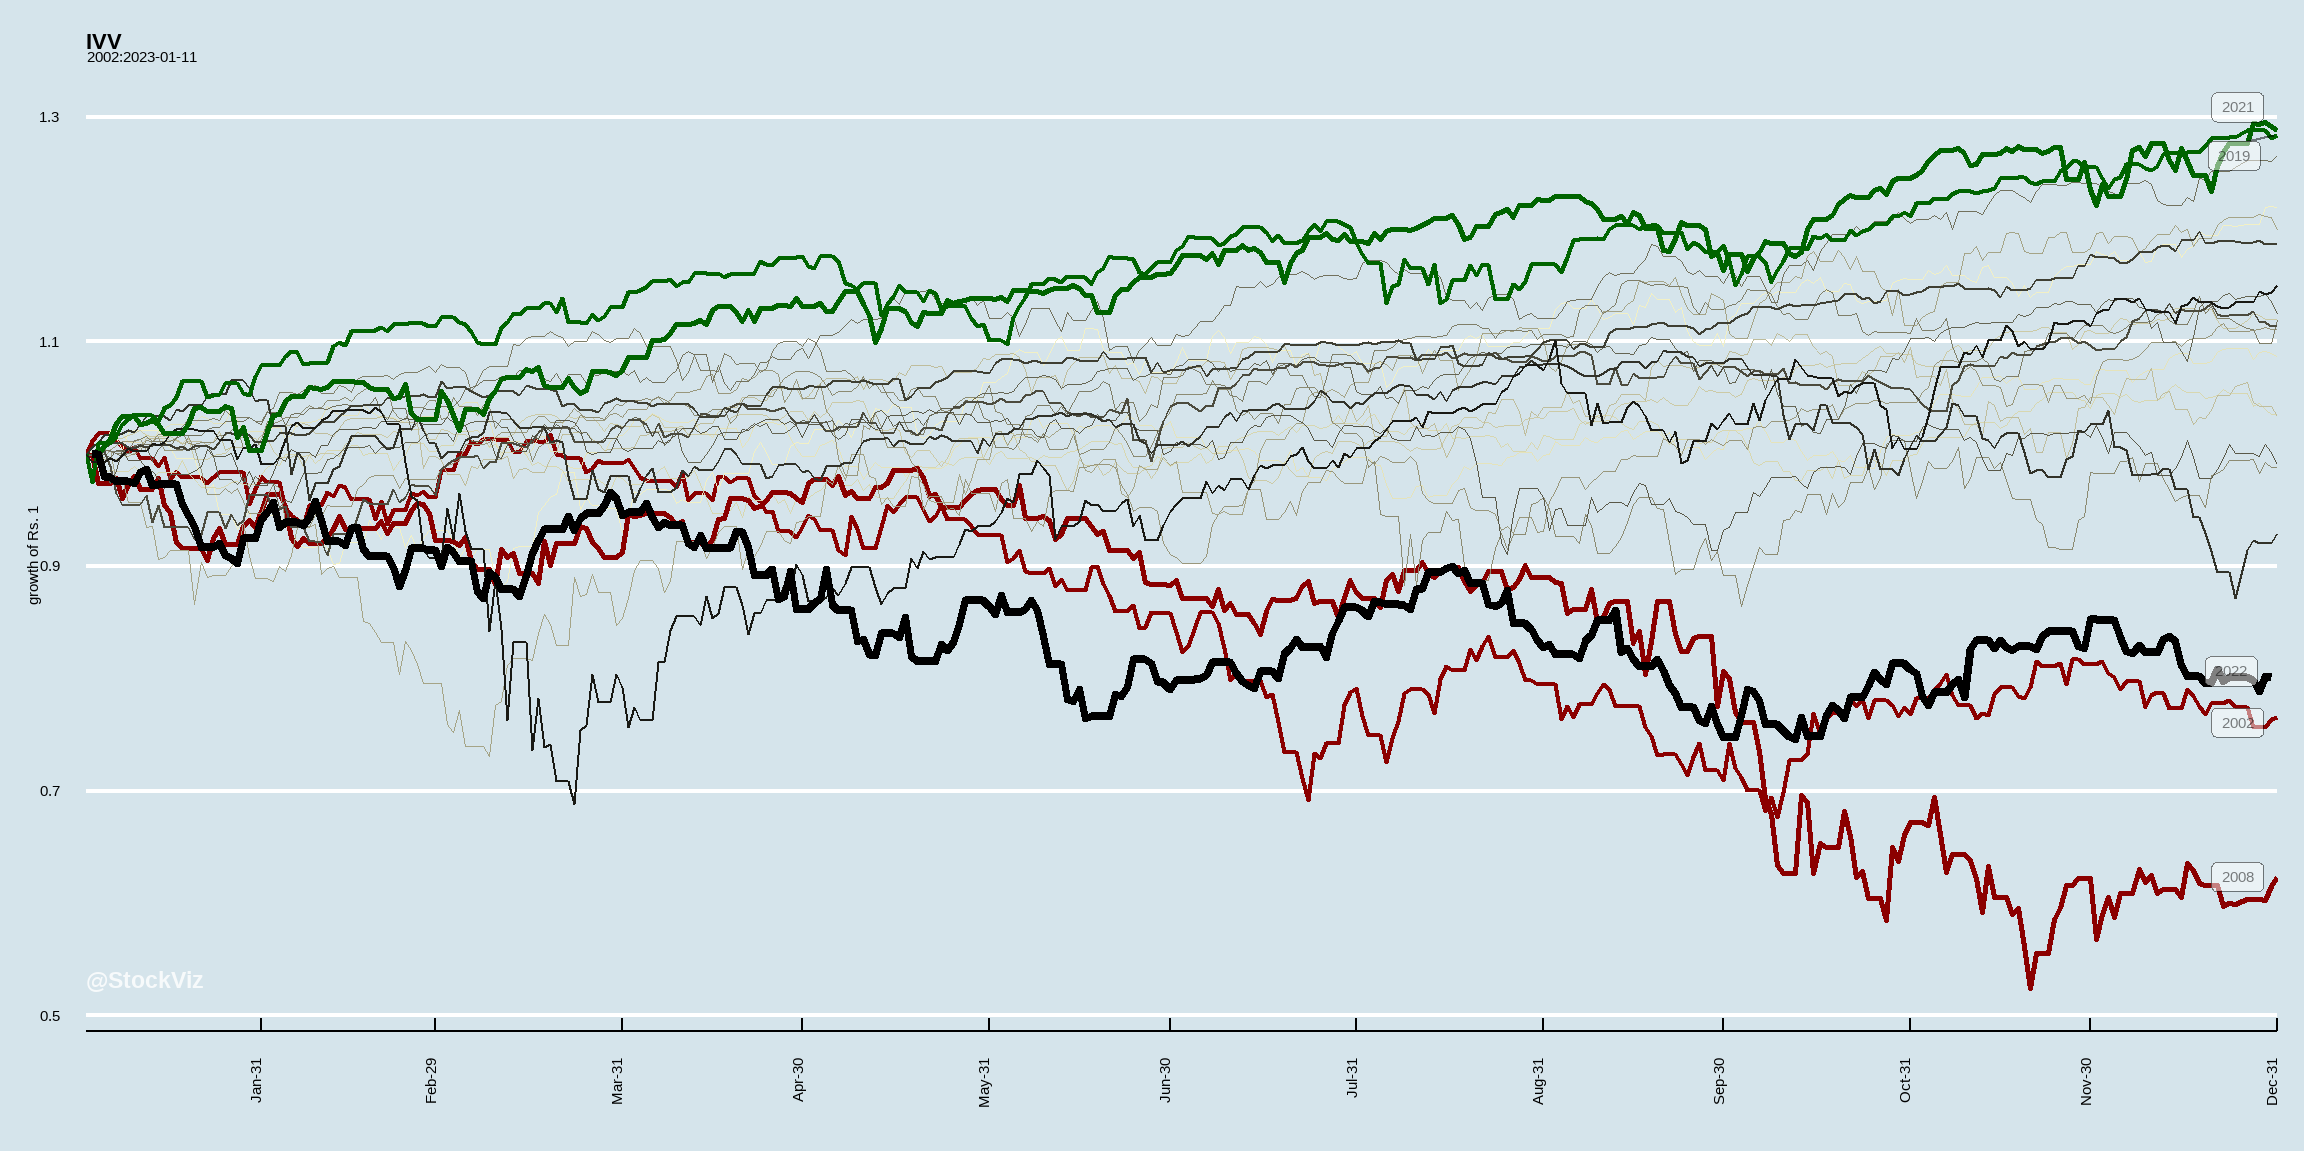 IVV
2002:2023-01-11
growth of Rs. 1
1.3
1.1
0.9
0.7
0.5
2021
2019
2022
2002
2008
@StockViz
Jan-31
Feb-29
Mar-31
Apr-30
May-31
Jun-30
Jul-31
Aug-31
Sep-30
Oct-31
Nov-30
Dec-31